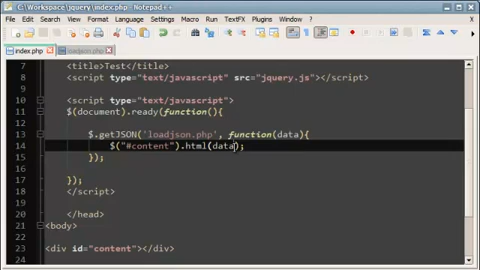 C:\Workspace\jquery\index.php - Notepad++
File Edit Search View Encoding Language Settings Macro Run TextFX Plugins Window ?
index.php loadjson.php
7 <title>Test</title>
8 <script type="text/javascript" src="jquery.js"></script>
9
10 <script type="text/javascript">
11 $(document).ready(function(){
12
13 $.getJSON('loadjson.php', function(data){
14 $("#content").html(data);
15 });
16
17 });
18 </script>
19
20 </head>
21 <body>
22
23 <div id="content"></div>
24